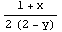 1 + x
2 (2 - y)